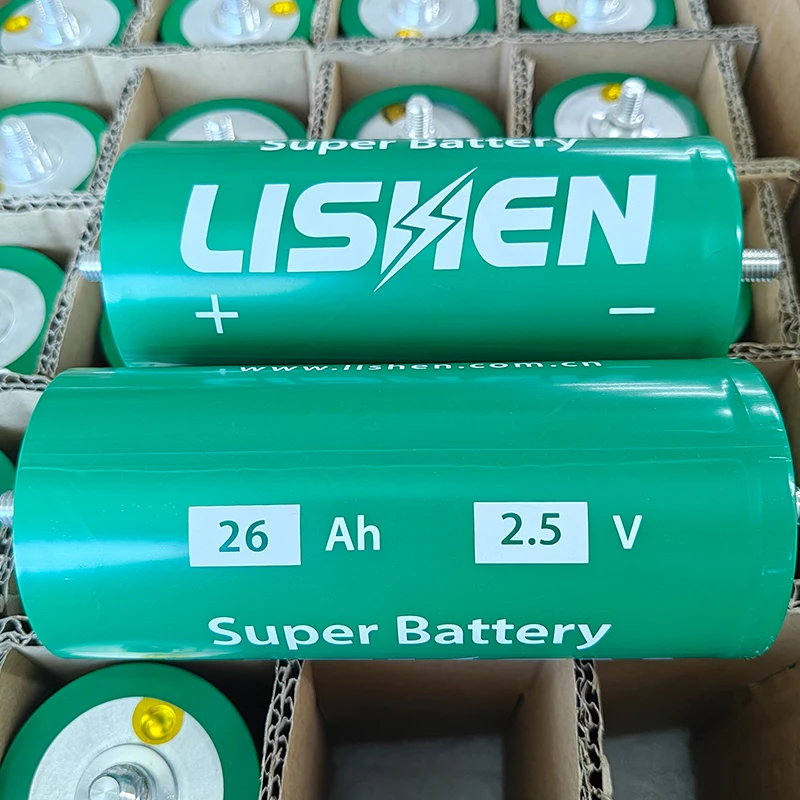 Super Battery
LISHEN
+ −
www.lishen.com.cn
26 Ah 2.5 V
Super Battery